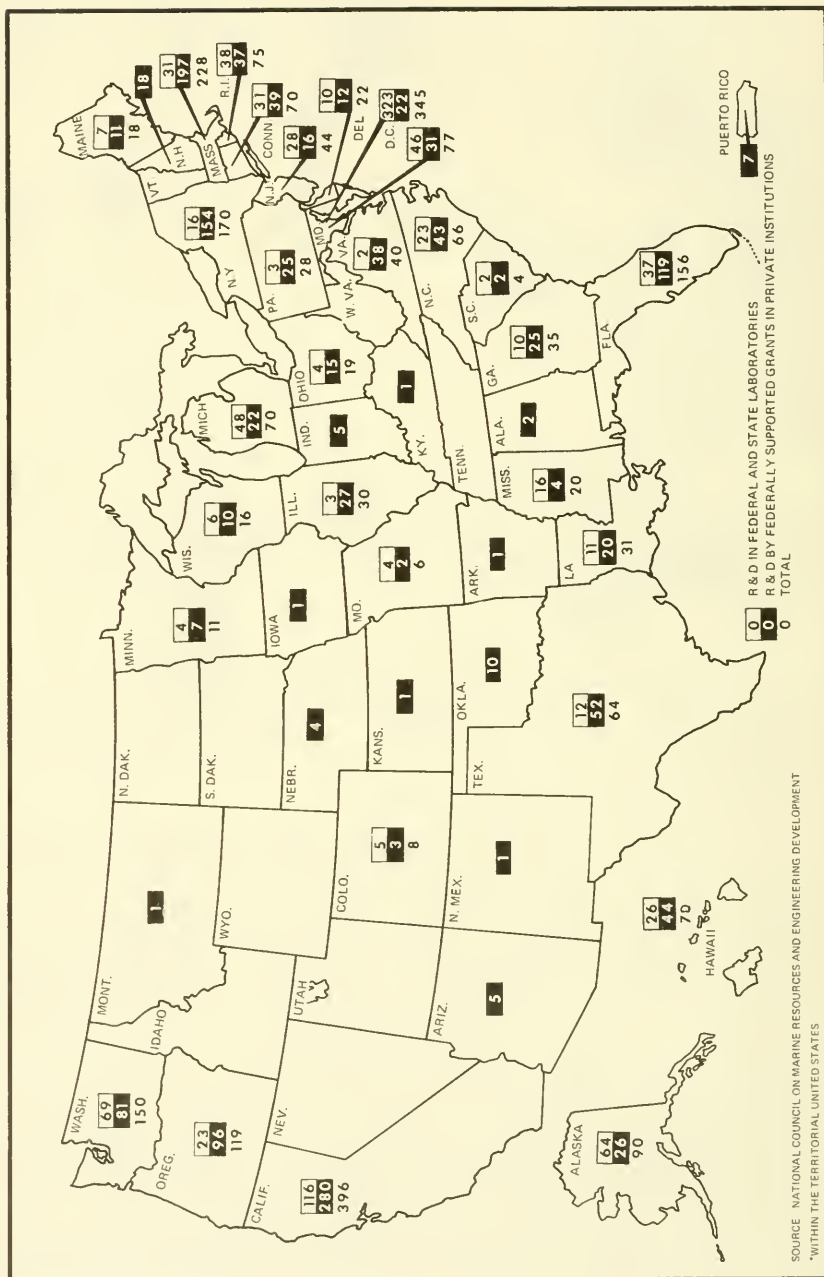 WASH.
69
81
150
OREG.
23
96
119
CALIF.
116
280
396
NEV.
IDAHO
MONT.
1
WYO.
UTAH
ARIZ.
5
COLO.
5
3
8
N. MEX.
1
N. DAK.
S. DAK.
NEBR.
4
KANS.
1
OKLA.
10
TEX.
12
52
64
MINN.
4
7
11
IOWA
1
MO.
4
2
6
ARK.
1
LA
11
20
31
WIS.
6
10
16
ILL.
3
27
30
MICH
48
22
70
IND.
5
OHIO
4
15
19
KY.
1
TENN.
MISS.
16
4
20
ALA.
2
GA.
10
25
35
FLA.
37
119
156
S.C.
2
2
4
N.C.
23
43
66
VA.
2
38
40
W. VA.
PA.
3
25
28
N.Y
16
154
170
MAINE
7
11
18
VT.
N.H
18
MASS
31
197
228
R.I.
38
37
75
CONN
31
39
70
N.J.
28
16
44
DEL
10
12
22
D.C.
323
22
345
MO.
46
31
77
PUERTO RICO
7
ALASKA
64
26
90
HAWAII
26
44
70
0 R & D IN FEDERAL AND STATE LABORATORIES
0 R & D BY FEDERALLY SUPPORTED GRANTS IN PRIVATE INSTITUTIONS
0 TOTAL
SOURCE NATIONAL COUNCIL ON MARINE RESOURCES AND ENGINEERING DEVELOPMENT
*WITHIN THE TERRITORIAL UNITED STATES